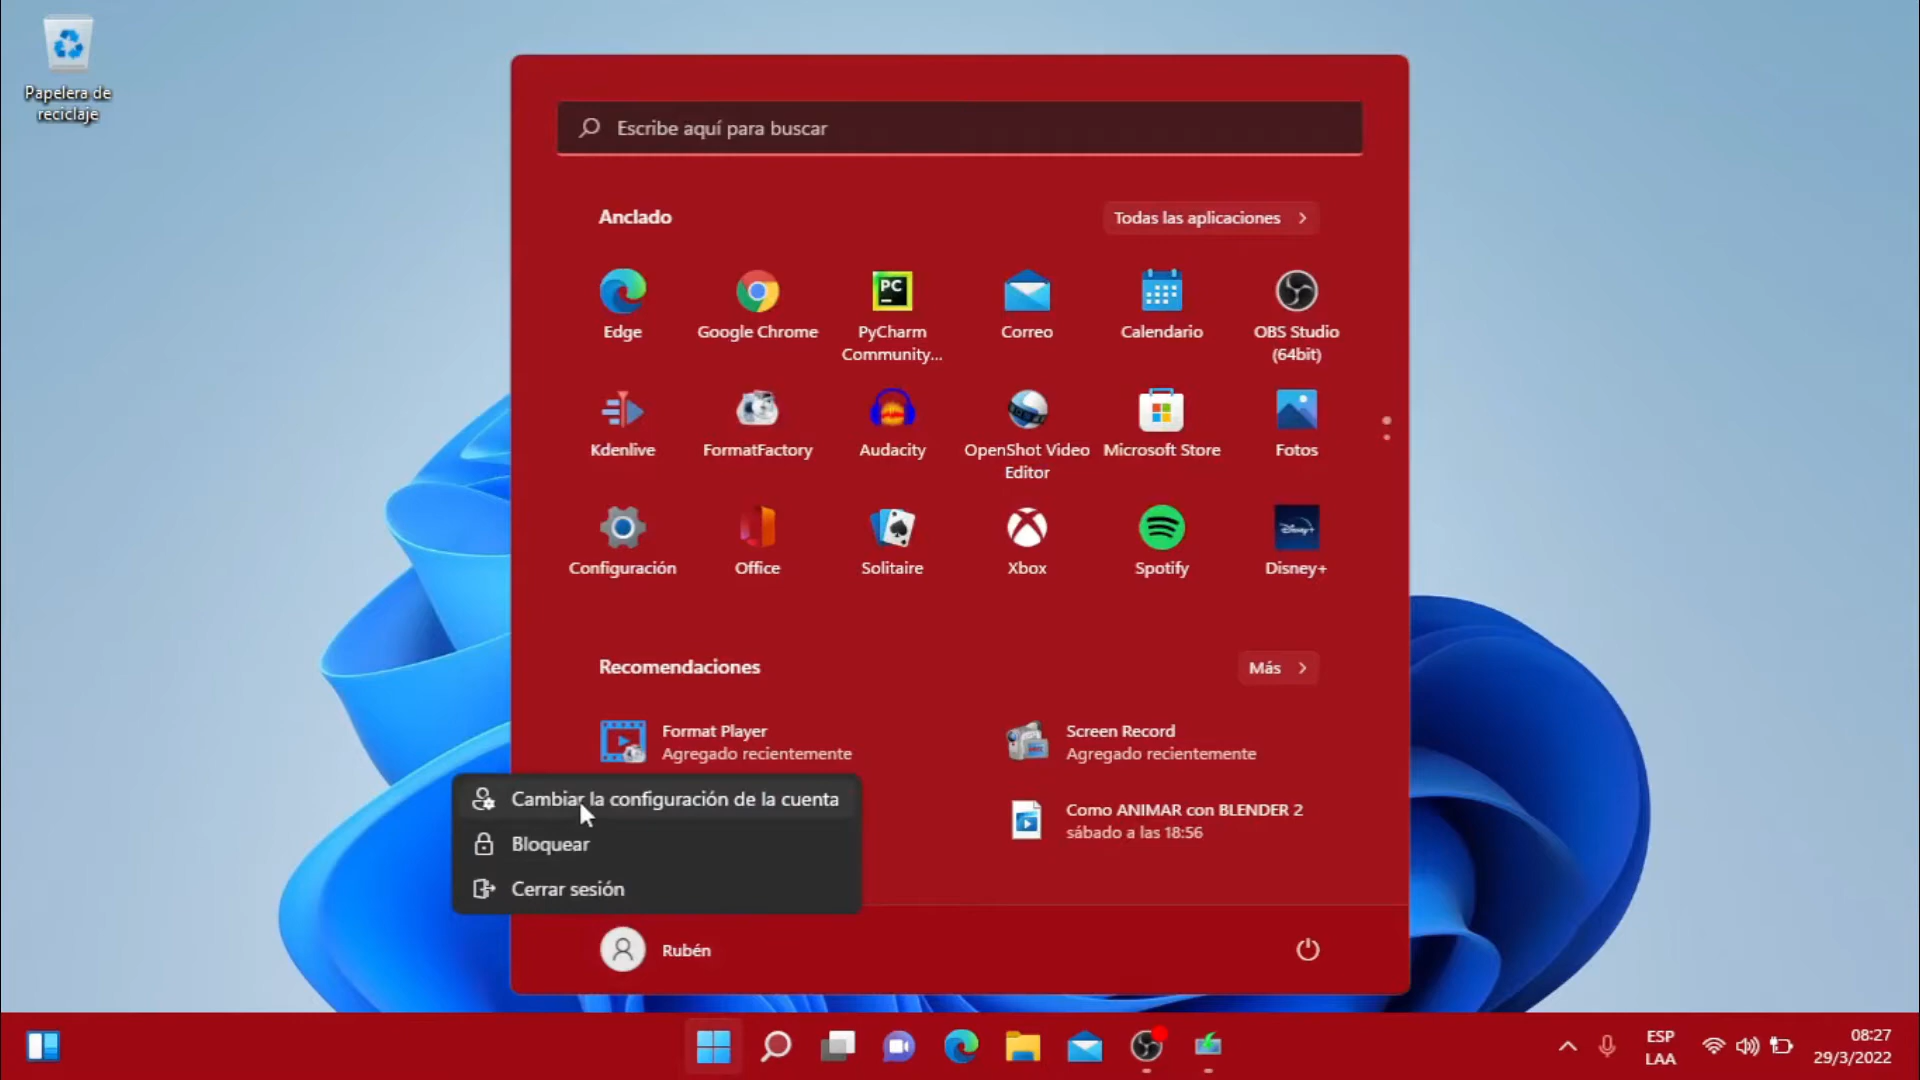 Papelera de
reciclaje
Escribe aquí para buscar
Anclado
Todas las aplicaciones
Edge
Google Chrome
PC
PyCharm
Community...
Correo
Calendario
OBS Studio
(64bit)
Kdenlive
FormatFactory
Audacity
OpenShot Video
Editor
Microsoft Store
Fotos
Configuración
Office
Solitaire
Xbox
Spotify
Disney+
Disney+
Recomendaciones
Más
Format Player
Agregado recientemente
Screen Record
Agregado recientemente
Cambiar la configuración de la cuenta
Bloquear
Cerrar sesión
Como ANIMAR con BLENDER 2
sábado a las 18:56
Rubén
ESP
LAA
08:27
29/3/2022